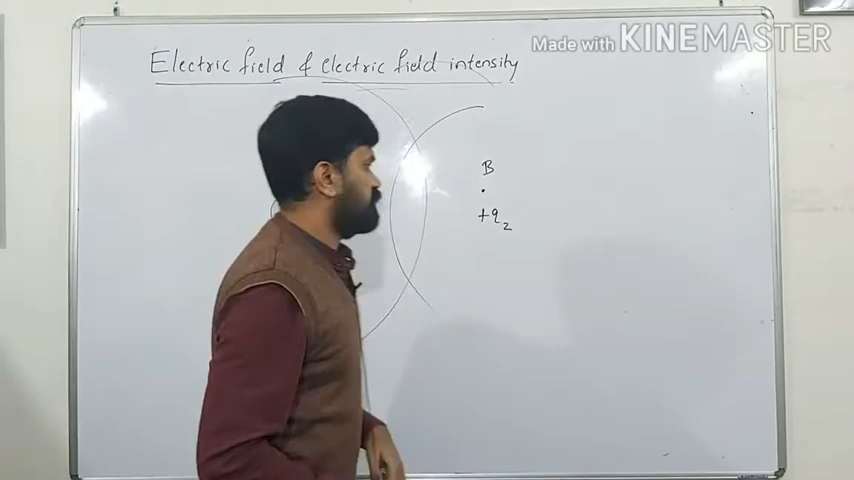 Electric field & electric field intensity
Made with KINEMASTER
B
+q2